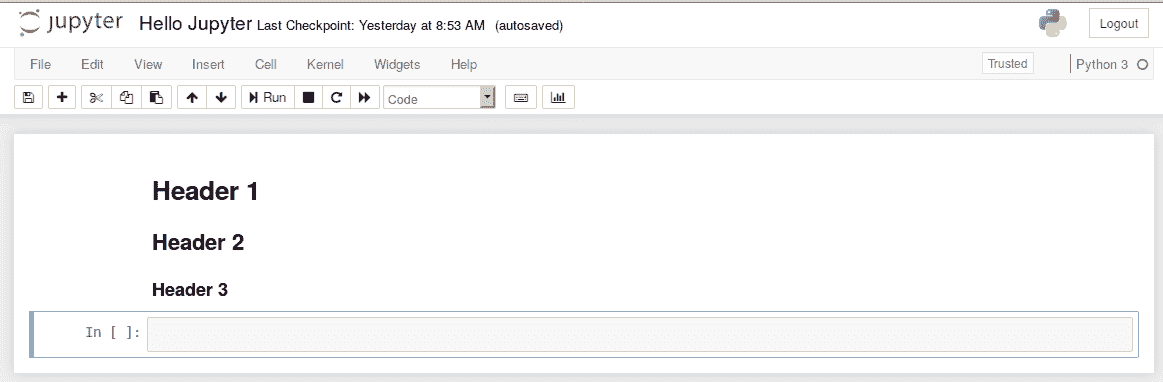 jupyter Hello Jupyter Last Checkpoint: Yesterday at 8:53 AM (autosaved) Logout
File Edit View Insert Cell Kernel Widgets Help Trusted Python 3
Run Code
Header 1
Header 2
Header 3
In [ ]: